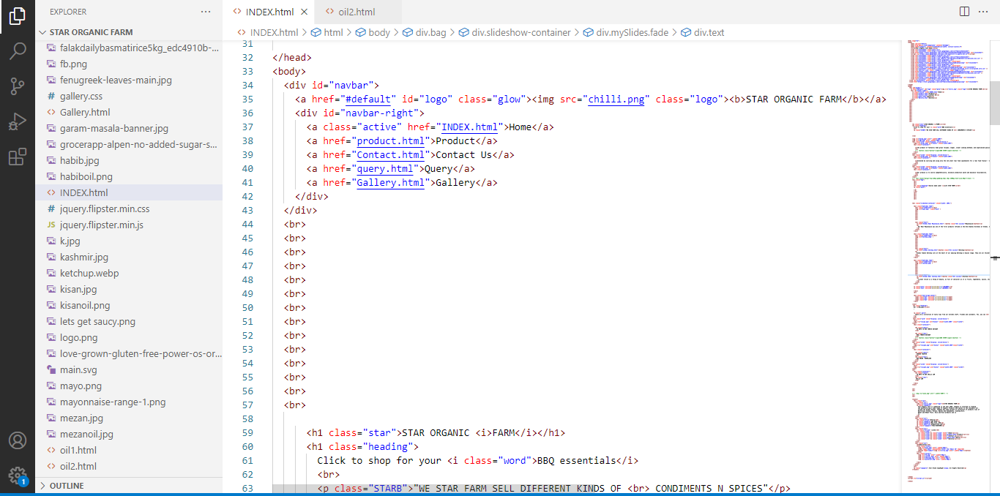 EXPLORER
STAR ORGANIC FARM
falakdailybasmatirice5kg_edc4910b-...
fb.png
fenugreek-leaves-main.jpg
# gallery.css
<> Gallery.html
garam-masala-banner.jpg
grocerapp-alpen-no-added-sugar-s...
habib.jpg
habiboil.png
<> INDEX.html
# jquery.flipster.min.css
JS jquery.flipster.min.js
k.jpg
kashmir.jpg
ketchup.webp
kisan.jpg
kisanoil.png
lets get saucy.png
logo.png
love-grown-gluten-free-power-os-or...
main.svg
mayo.png
mayonnaise-range-1.png
mezan.jpg
mezanoil.jpg
<> oil1.html
<> oil2.html
OUTLINE
1
<> INDEX.html <> oil2.html
<> INDEX.html > html > body > div.bag > div.slideshow-container > div.mySlides.fade > div.text
31
32 </head>
33 <body>
34 <div id="navbar">
35 <a href="#default" id="logo" class="glow"><img src="chilli.png" class="logo"><b>STAR ORGANIC FARM</b></a>
36 <div id="navbar-right">
37 <a class="active" href="INDEX.html">Home</a>
38 <a href="product.html">Product</a>
39 <a href="Contact.html">Contact Us</a>
40 <a href="query.html">Query</a>
41 <a href="Gallery.html">Gallery</a>
42 </div>
43 </div>
44 <br>
45 <br>
46 <br>
47 <br>
48 <br>
49 <br>
50 <br>
51 <br>
52 <br>
53 <br>
54 <br>
55 <br>
56 <br>
57 <br>
58
59 <h1 class="star">STAR ORGANIC <i>FARM</i></h1>
60 <h1 class="heading">
61 Click to shop for your <i class="word">BBQ essentials</i>
62 <br>
63 <p class="STARB">"WE STAR FARM SELL DIFFERENT KINDS OF <br> CONDIMENTS N SPICES"</p>